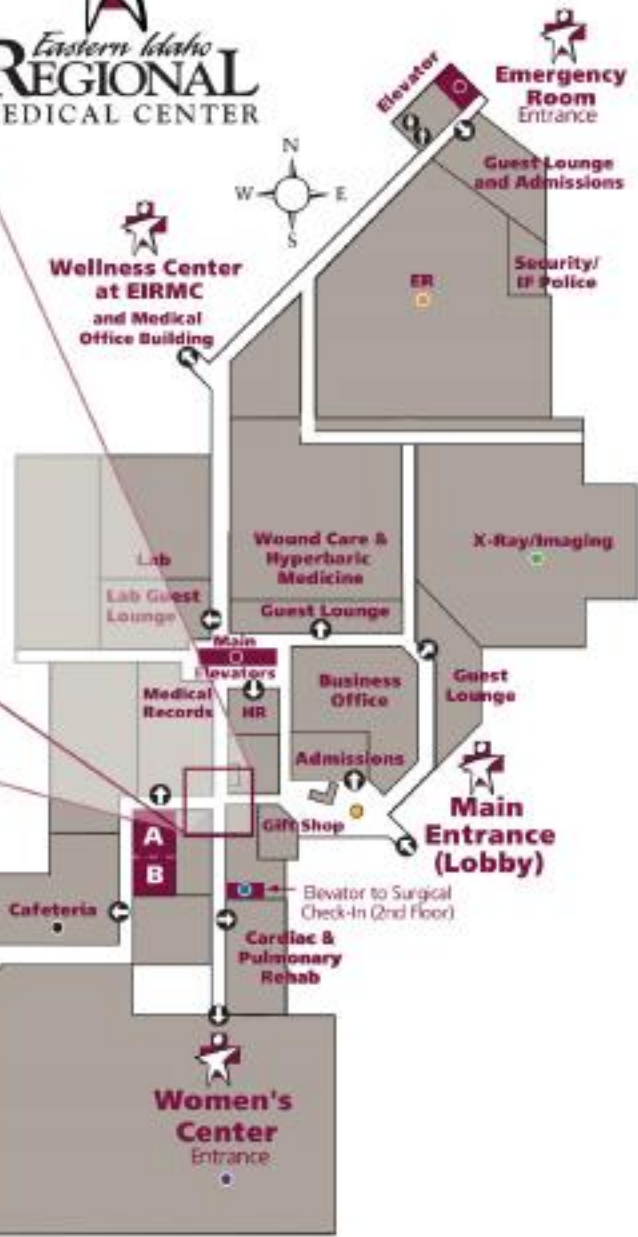 Eastern Idaho
REGIONAL
MEDICAL CENTER
Elevator
Emergency
Room
Entrance
N
W E
S
Guest Lounge
and Admissions
Wellness Center
at EIRMC
and Medical
Office Building
ER
Security/
IF Police
Lab
Wound Care &
Hyperbaric
Medicine
X-Ray/Imaging
Lab Guest
Lounge
Guest Lounge
Main
Elevators
Medical
Records
HR
Business
Office
Guest
Lounge
Admissions
Main
Entrance
(Lobby)
Gift Shop
A
B
Elevator to Surgical
Check-In (2nd Floor)
Cafeteria
Cardiac &
Pulmonary
Rehab
Women's
Center
Entrance